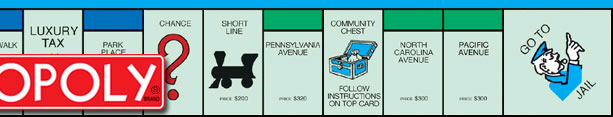 WALK
LUXURY
TAX
PARK
PLACE
CHANCE
SHORT
LINE
PRICE $200
PENNSYLVANIA
AVENUE
PRICE $320
COMMUNITY
CHEST
FOLLOW
INSTRUCTIONS
ON TOP CARD
NORTH
CAROLINA
AVENUE
PRICE $300
PACIFIC
AVENUE
PRICE $300
GO TO
JAIL
OPOLY
®
BRAND